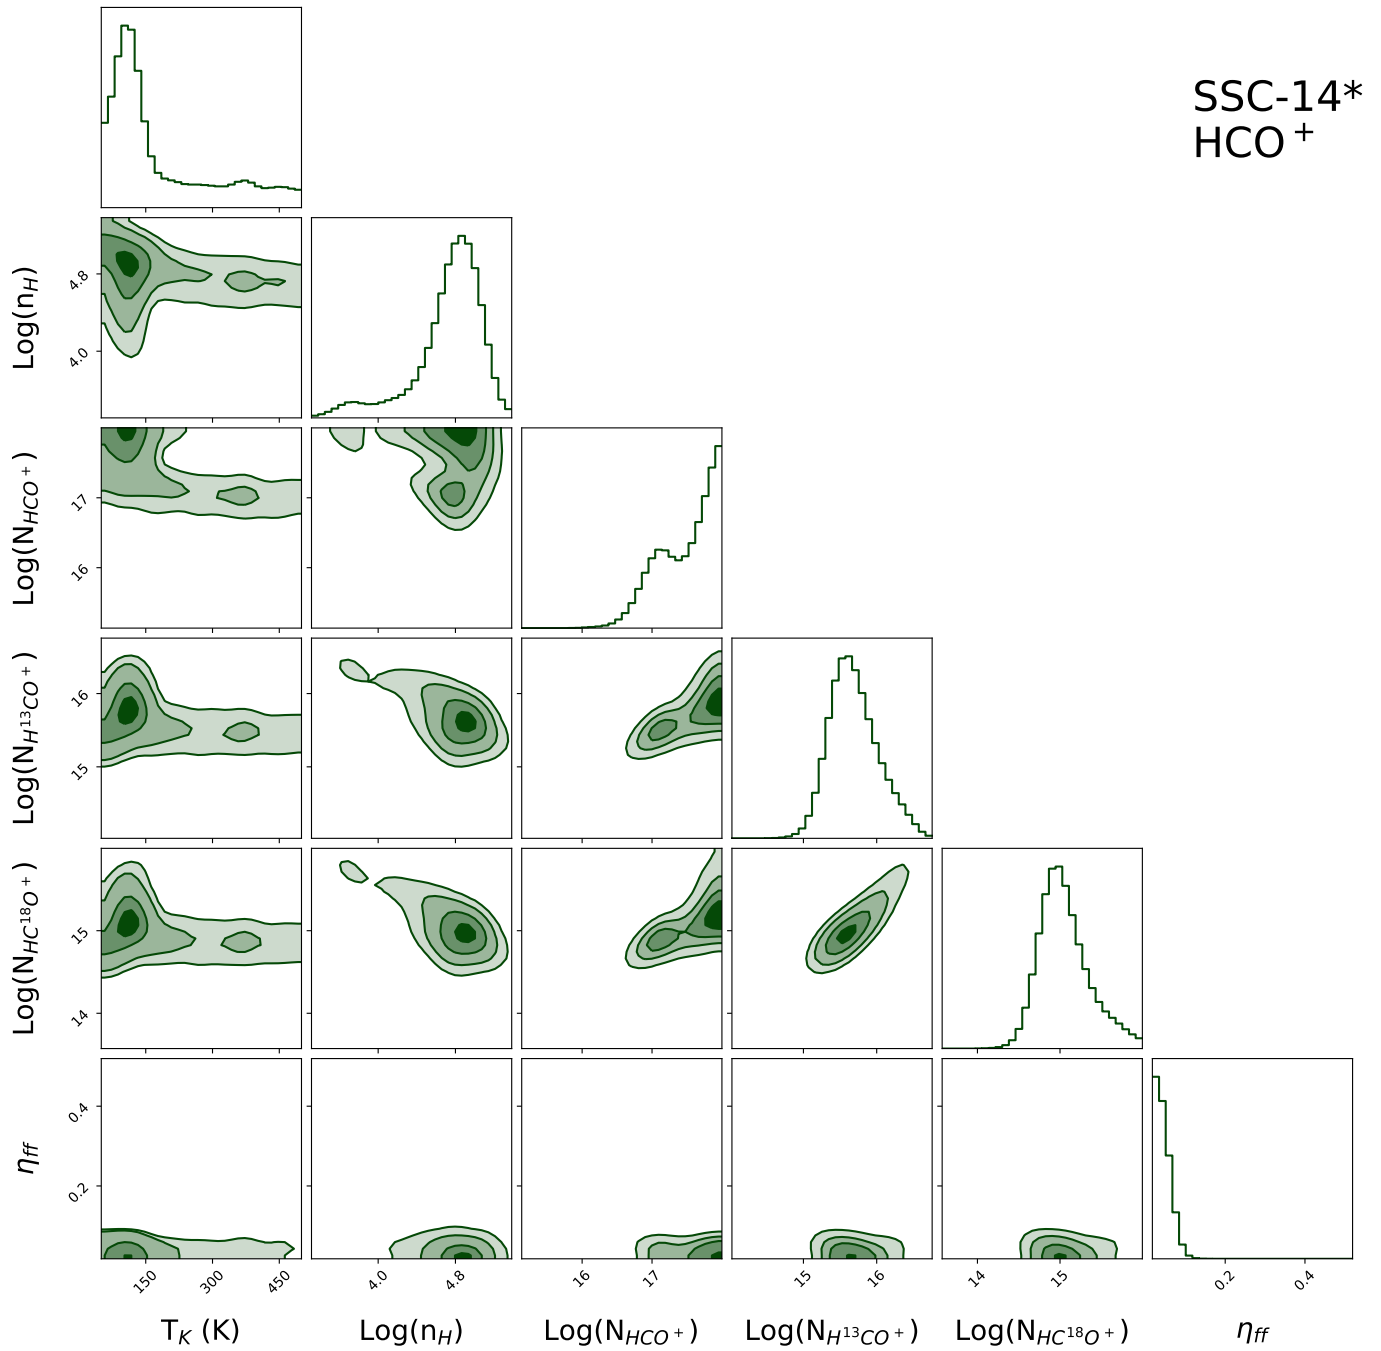 SSC-14*
HCO⁺
Log(n_H)
4.8
4.0
Log(N_HCO⁺)
17
16
Log(N_H¹³CO⁺)
16
15
Log(N_HC¹⁸O⁺)
15
14
η_ff
0.4
0.2
150 300 450 4.0 4.8 16 17 15 16 14 15 0.2 0.4
T_K (K) Log(n_H) Log(N_HCO⁺) Log(N_H¹³CO⁺) Log(N_HC¹⁸O⁺) η_ff